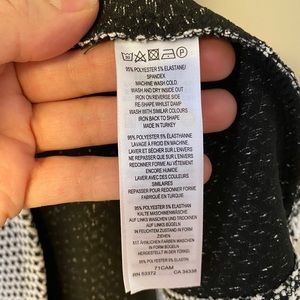 95% POLYESTER 5% ELASTANE/
SPANDEX
MACHINE WASH COLD.
WASH AND DRY INSIDE OUT
IRON ON REVERSE SIDE
RE-SHAPE WHILST DAMP
WASH WITH SIMILAR COLOURS
IRON BACK TO SHAPE
MADE IN TURKEY
95% POLYESTER 5% ÉLASTHANNE
LAVAGE À FROID EN MACHINE.
LAVER ET SÉCHER SUR L'ENVERS
NE REPASSER QUE SUR L'ENVERS
REDONNER FORME AU VÊTEMENT
ENCORE HUMIDE
LAVER AVEC DES COULEURS
SIMILAIRES
REPASSER POUR REDONNER FORME
FABRIQUÉ EN TURQUIE
95% POLYESTER 5% ELASTHAN
KALTE MASCHINENWÄSCHE
AUF LINKS WASCHEN UND TROCKNEN
AUF LINKS BÜGELN
IN FEUCHTEM ZUSTAND IN FORM
ZIEHEN
MIT ÄHNLICHEN FARBEN WASCHEN
IN FORM BÜGELN
HERGESTELLT IN DER TÜRKEI
71CAM
RN 53372 CA 34338